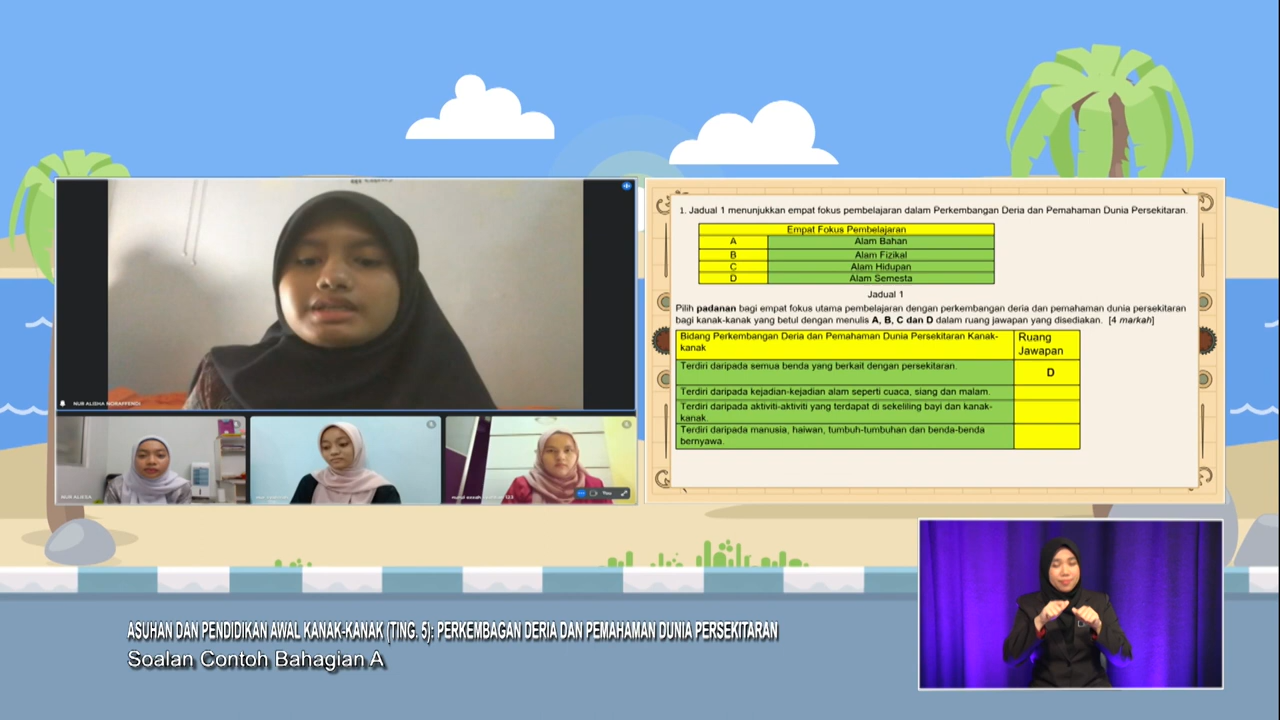 1. Jadual 1 menunjukkan empat fokus pembelajaran dalam Perkembangan Deria dan Pemahaman Dunia Persekitaran.
Empat Fokus Pembelajaran
A Alam Bahan
B Alam Fizikal
C Alam Hidupan
D Alam Semesta
Jadual 1
Pilih padanan bagi empat fokus utama pembelajaran dengan perkembangan deria dan pemahaman dunia persekitaran
bagi kanak-kanak yang betul dengan menulis A, B, C dan D dalam ruang jawapan yang disediakan. [4 markah]
Bidang Perkembangan Deria dan Pemahaman Dunia Persekitaran Kanak-
kanak
Ruang
Jawapan
Terdiri daripada semua benda yang berkait dengan persekitaran.
D
Terdiri daripada kejadian-kejadian alam seperti cuaca, siang dan malam.
Terdiri daripada aktiviti-aktiviti yang terdapat di sekeliling bayi dan kanak-
kanak.
Terdiri daripada manusia, haiwan, tumbuh-tumbuhan dan benda-benda
bernyawa.
NUR ALISHA NORAFFENDI
NUR ALIESA
ASUHAN DAN PENDIDIKAN AWAL KANAK-KANAK (TING. 5): PERKEMBAGAN DERIA DAN PEMAHAMAN DUNIA PERSEKITARAN
Soalan Contoh Bahagian A